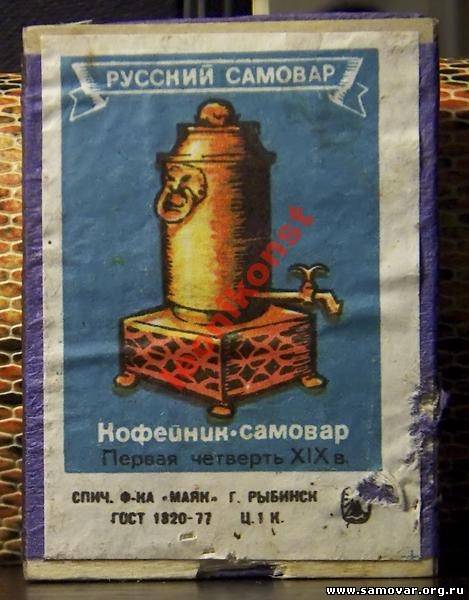 РУССКИЙ САМОВАР
Кофейник-самовар
Первая четверть XIX в.
СПИЧ. Ф-КА «МАЯК» Г. РЫБИНСК
ГОСТ 1820-77 Ц. 1 К.
www.samovar.org.ru